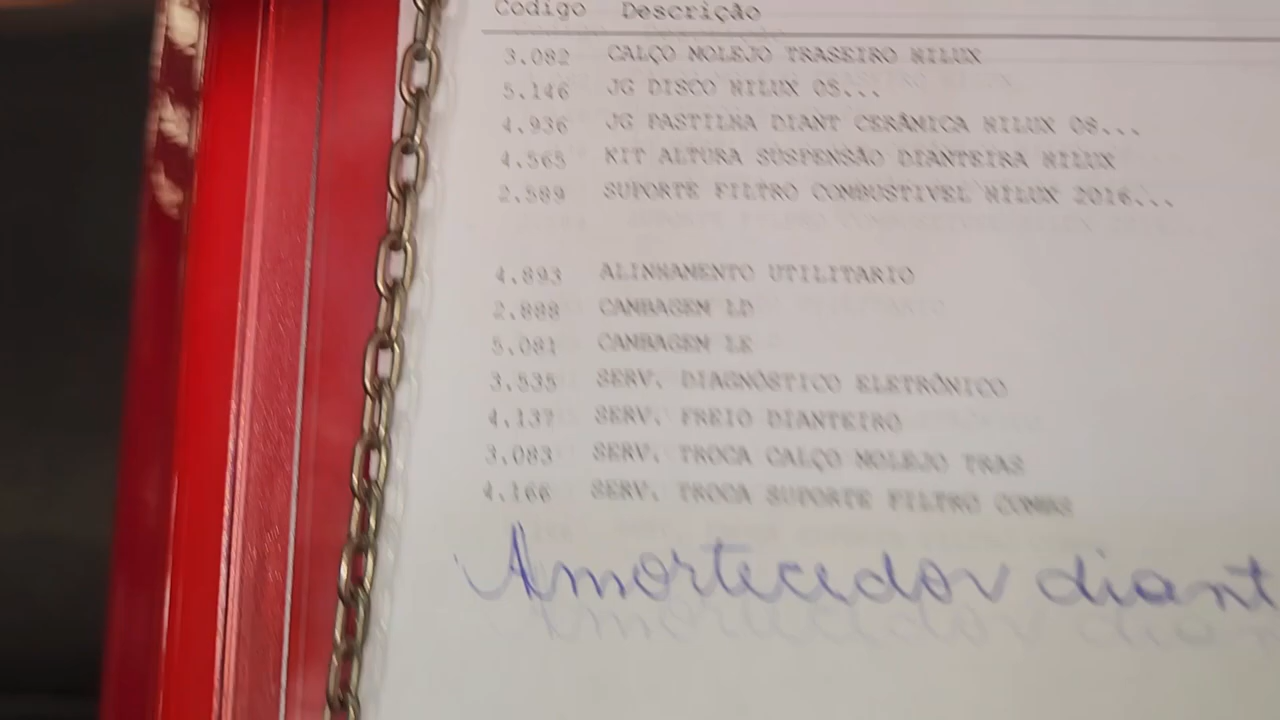 Código Descrição
3.082 CALÇO MOLEJO TRASEIRO HILUX
5.146 JG DISCO HILUX 05...
4.936 JG PASTILHA DIANT CERÂMICA HILUX 08...
4.565 KIT ALTURA SUSPENSÃO DIANTEIRA HILUX
2.589 SUPORTE FILTRO COMBUSTIVEL HILUX 2016...
4.893 ALINHAMENTO UTILITARIO
2.888 CAMBAGEM LD
5.081 CAMBAGEM LE
3.535 SERV. DIAGNÓSTICO ELETRÔNICO
4.137 SERV. FREIO DIANTEIRO
3.083 SERV. TROCA CALÇO MOLEJO TRAS
4.166 SERV. TROCA SUPORTE FILTRO COMBS
Amortecedor diant